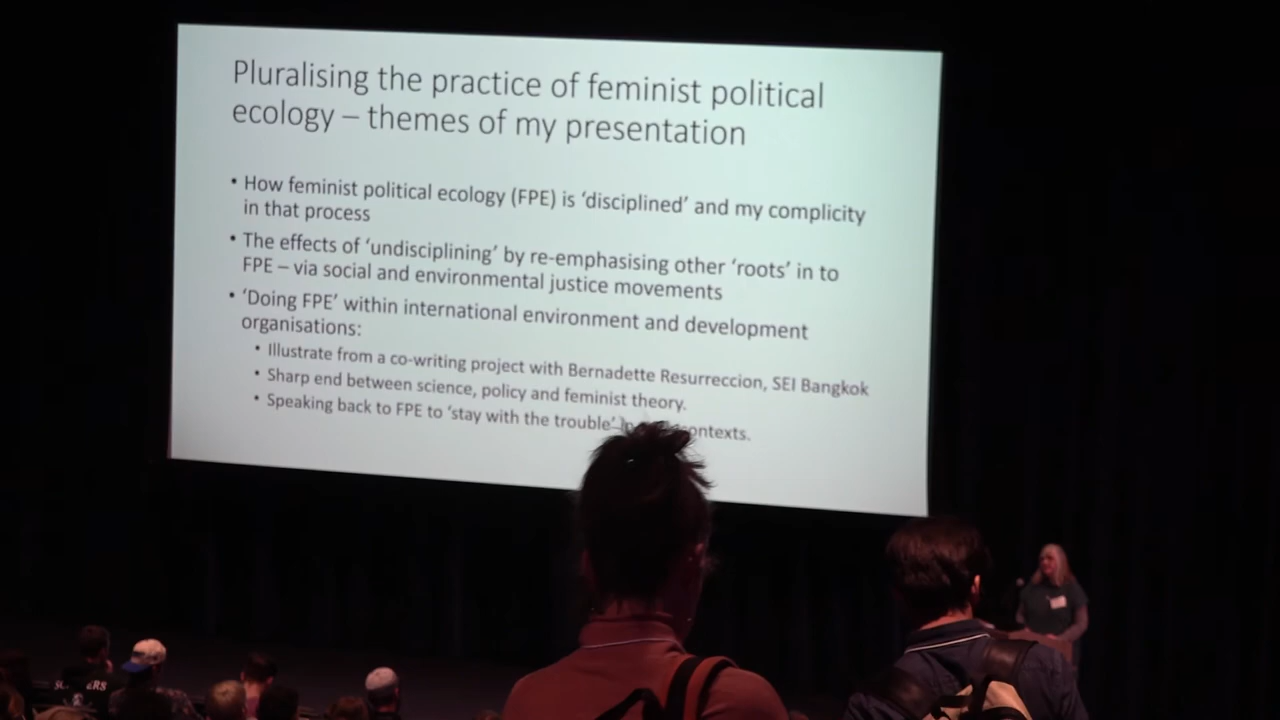 Pluralising the practice of feminist political
ecology – themes of my presentation
• How feminist political ecology (FPE) is ‘disciplined’ and my complicity
in that process
• The effects of ‘undisciplining’ by re-emphasising other ‘roots’ in to
FPE – via social and environmental justice movements
• ‘Doing FPE’ within international environment and development
organisations:
• Illustrate from a co-writing project with Bernadette Resurreccion, SEI Bangkok
• Sharp end between science, policy and feminist theory.
• Speaking back to FPE to ‘stay with the trouble’ contexts.